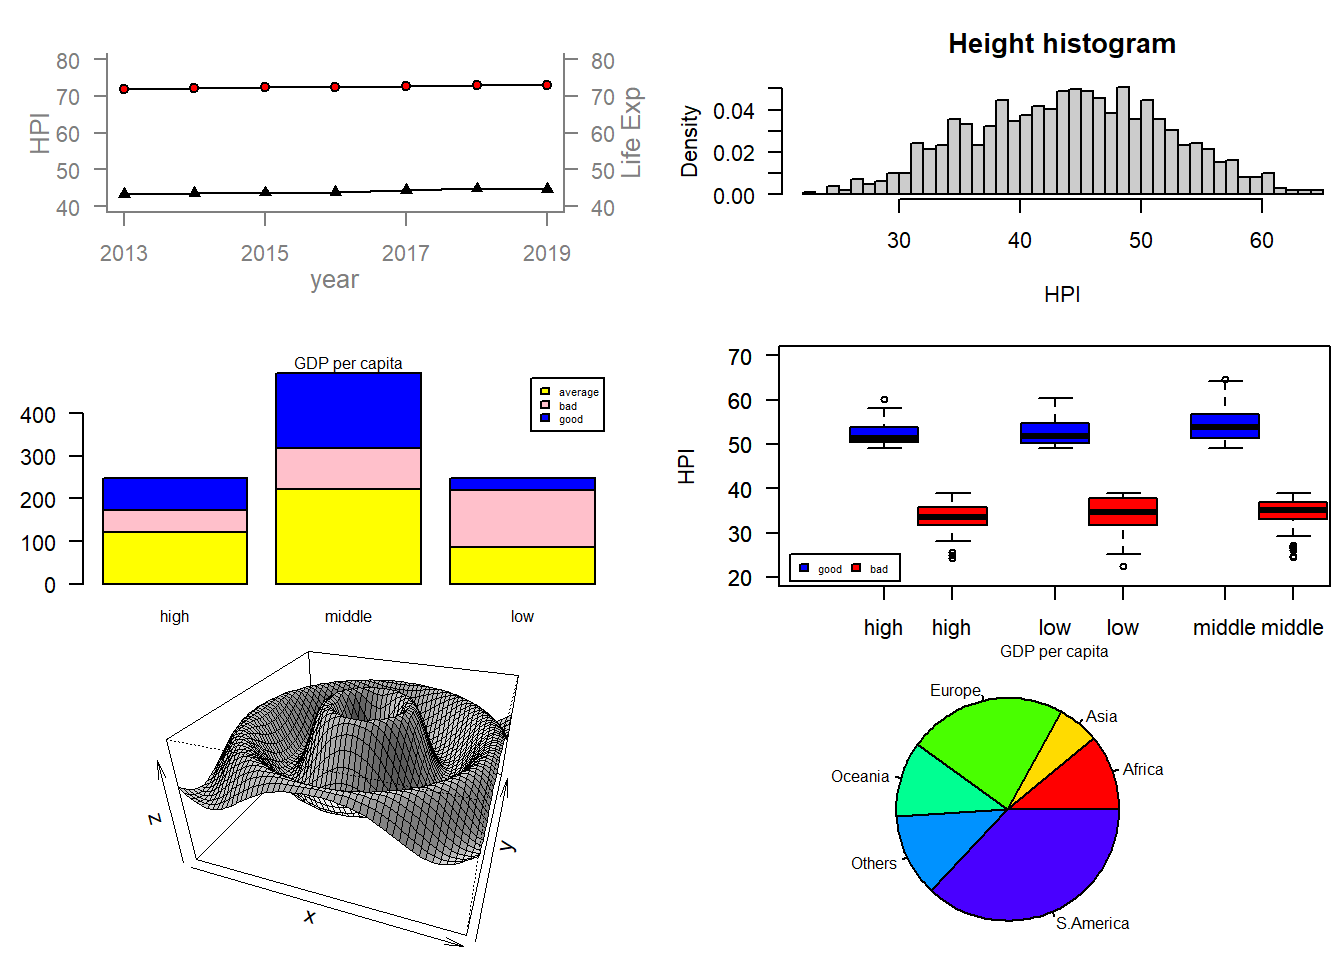 80
70
60
50
40
HPI
80
70
60
50
40
Life Exp
2013 2015 2017 2019
year
Height histogram
Density
0.04
0.02
0.00
30 40 50 60
HPI
GDP per capita
400
300
200
100
0
average
bad
good
high middle low
70
60
50
40
30
20
HPI
good bad
high high low low middle middle
GDP per capita
z
x
y
Europe
Asia
Africa
Oceania
Others
S.America